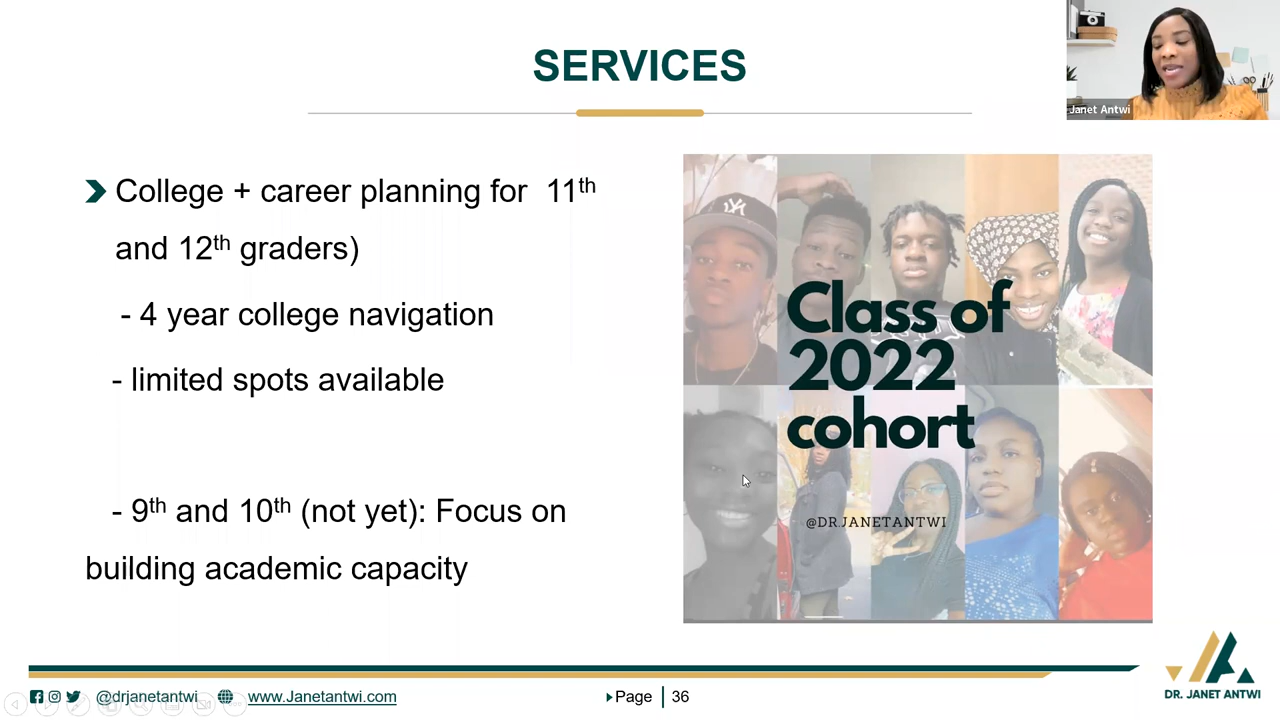 SERVICES
Janet Antwi
College + career planning for 11th
and 12th graders)
- 4 year college navigation
- limited spots available
- 9th and 10th (not yet): Focus on
building academic capacity
Class of
2022
cohort
@DR.JANETANTWI
@drjanetantwi
www.Janetantwi.com
Page
36
DR. JANET ANTWI